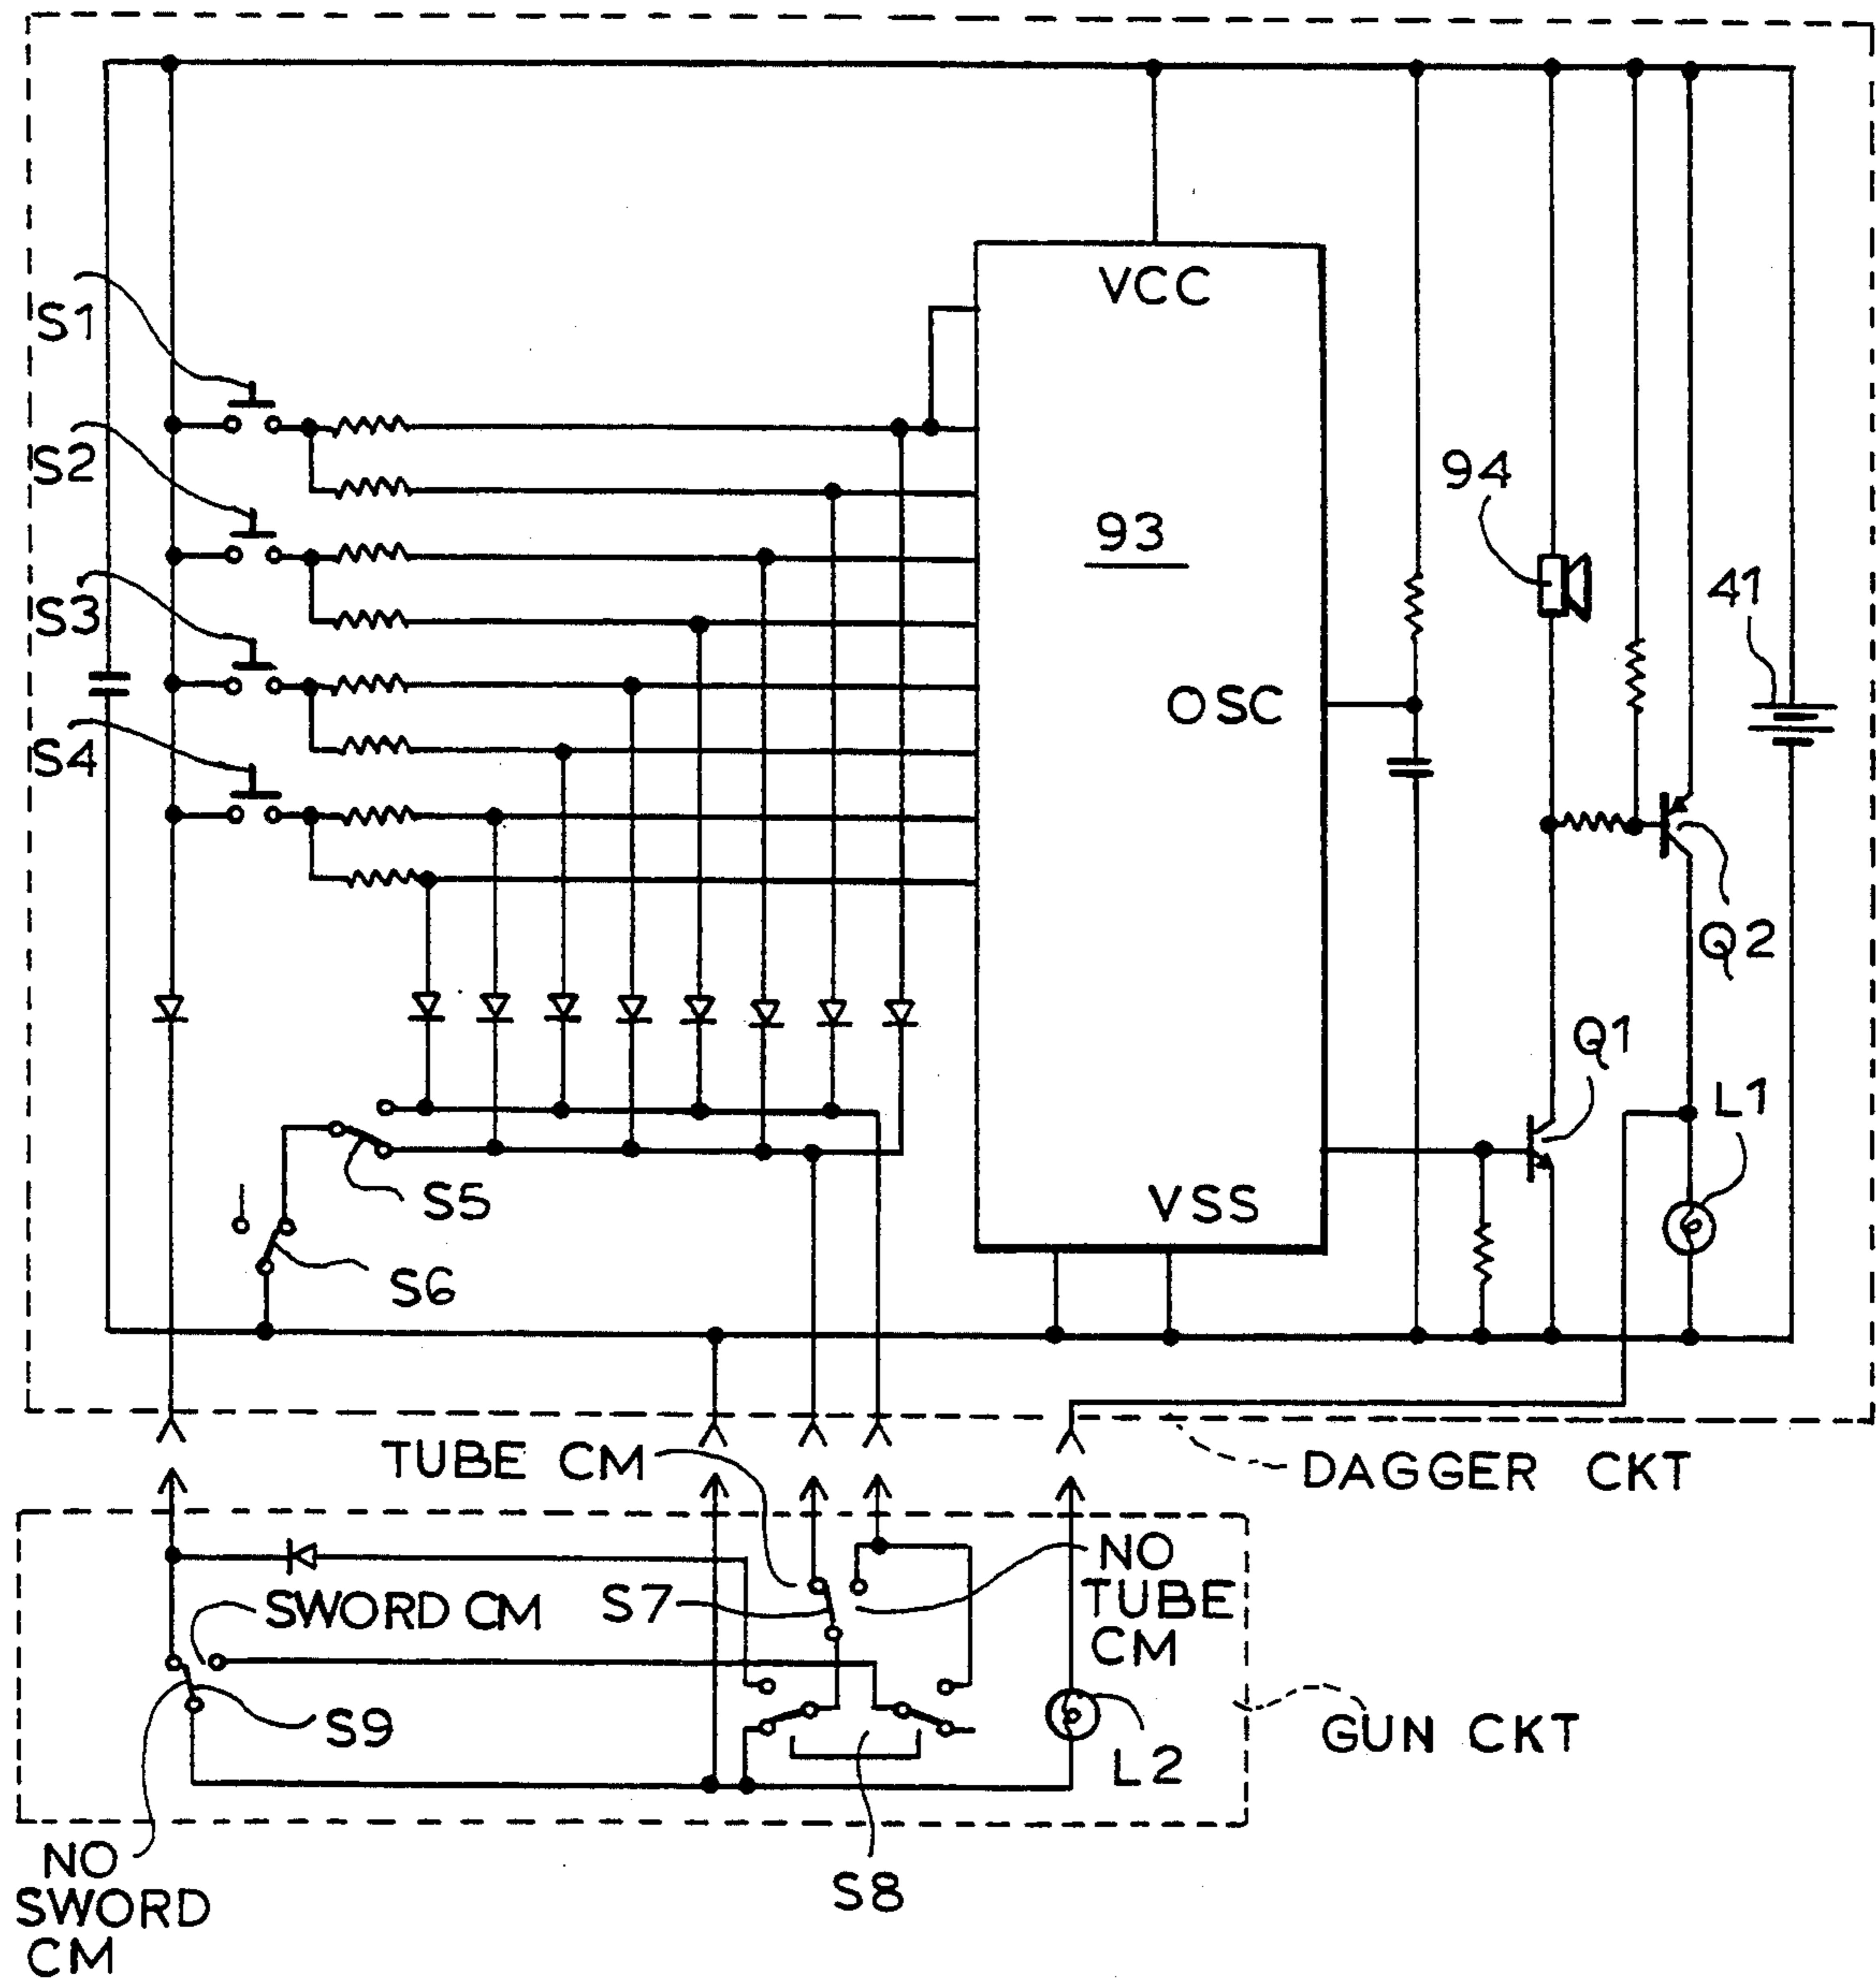 VCC
S1
S2
94
93
41
S3
OSC
S4
Q2
Q1
L1
S5
VSS
S6
TUBE CM
DAGGER CKT
NO
TUBE
CM
SWORD CM
S7
S9
GUN CKT
L2
NO
SWORD
CM
S8